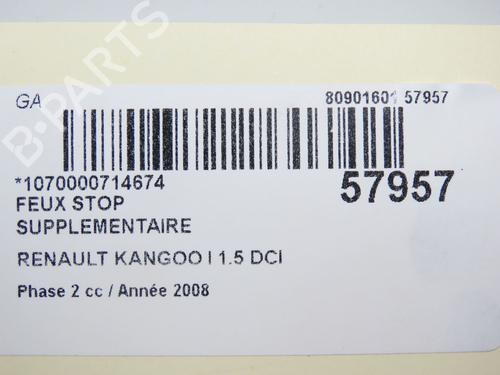 GA
80901601 57957
*1070000714674
57957
FEUX STOP
SUPPLEMENTAIRE
RENAULT KANGOO I 1.5 DCI
Phase 2 cc / Année 2008
B-PARTS